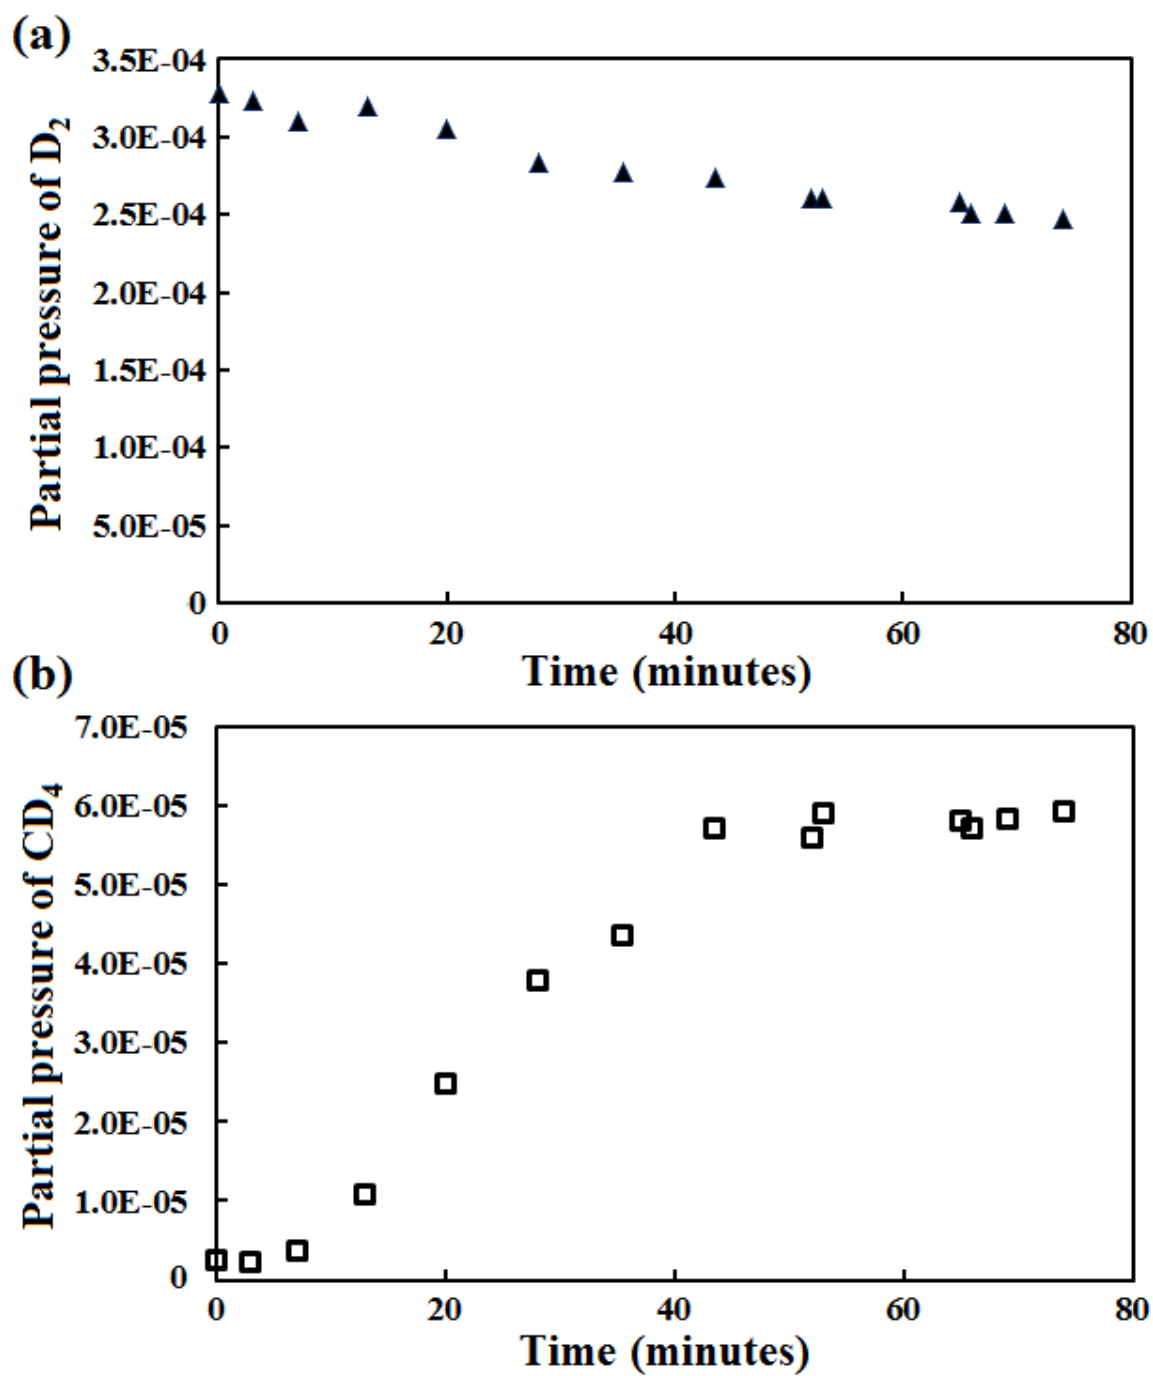 (a)
Partial pressure of D2
3.5E-04
3.0E-04
2.5E-04
2.0E-04
1.5E-04
1.0E-04
5.0E-05
0
0 20 40 60 80
Time (minutes)
(b)
Partial pressure of CD4
7.0E-05
6.0E-05
5.0E-05
4.0E-05
3.0E-05
2.0E-05
1.0E-05
0
0 20 40 60 80
Time (minutes)